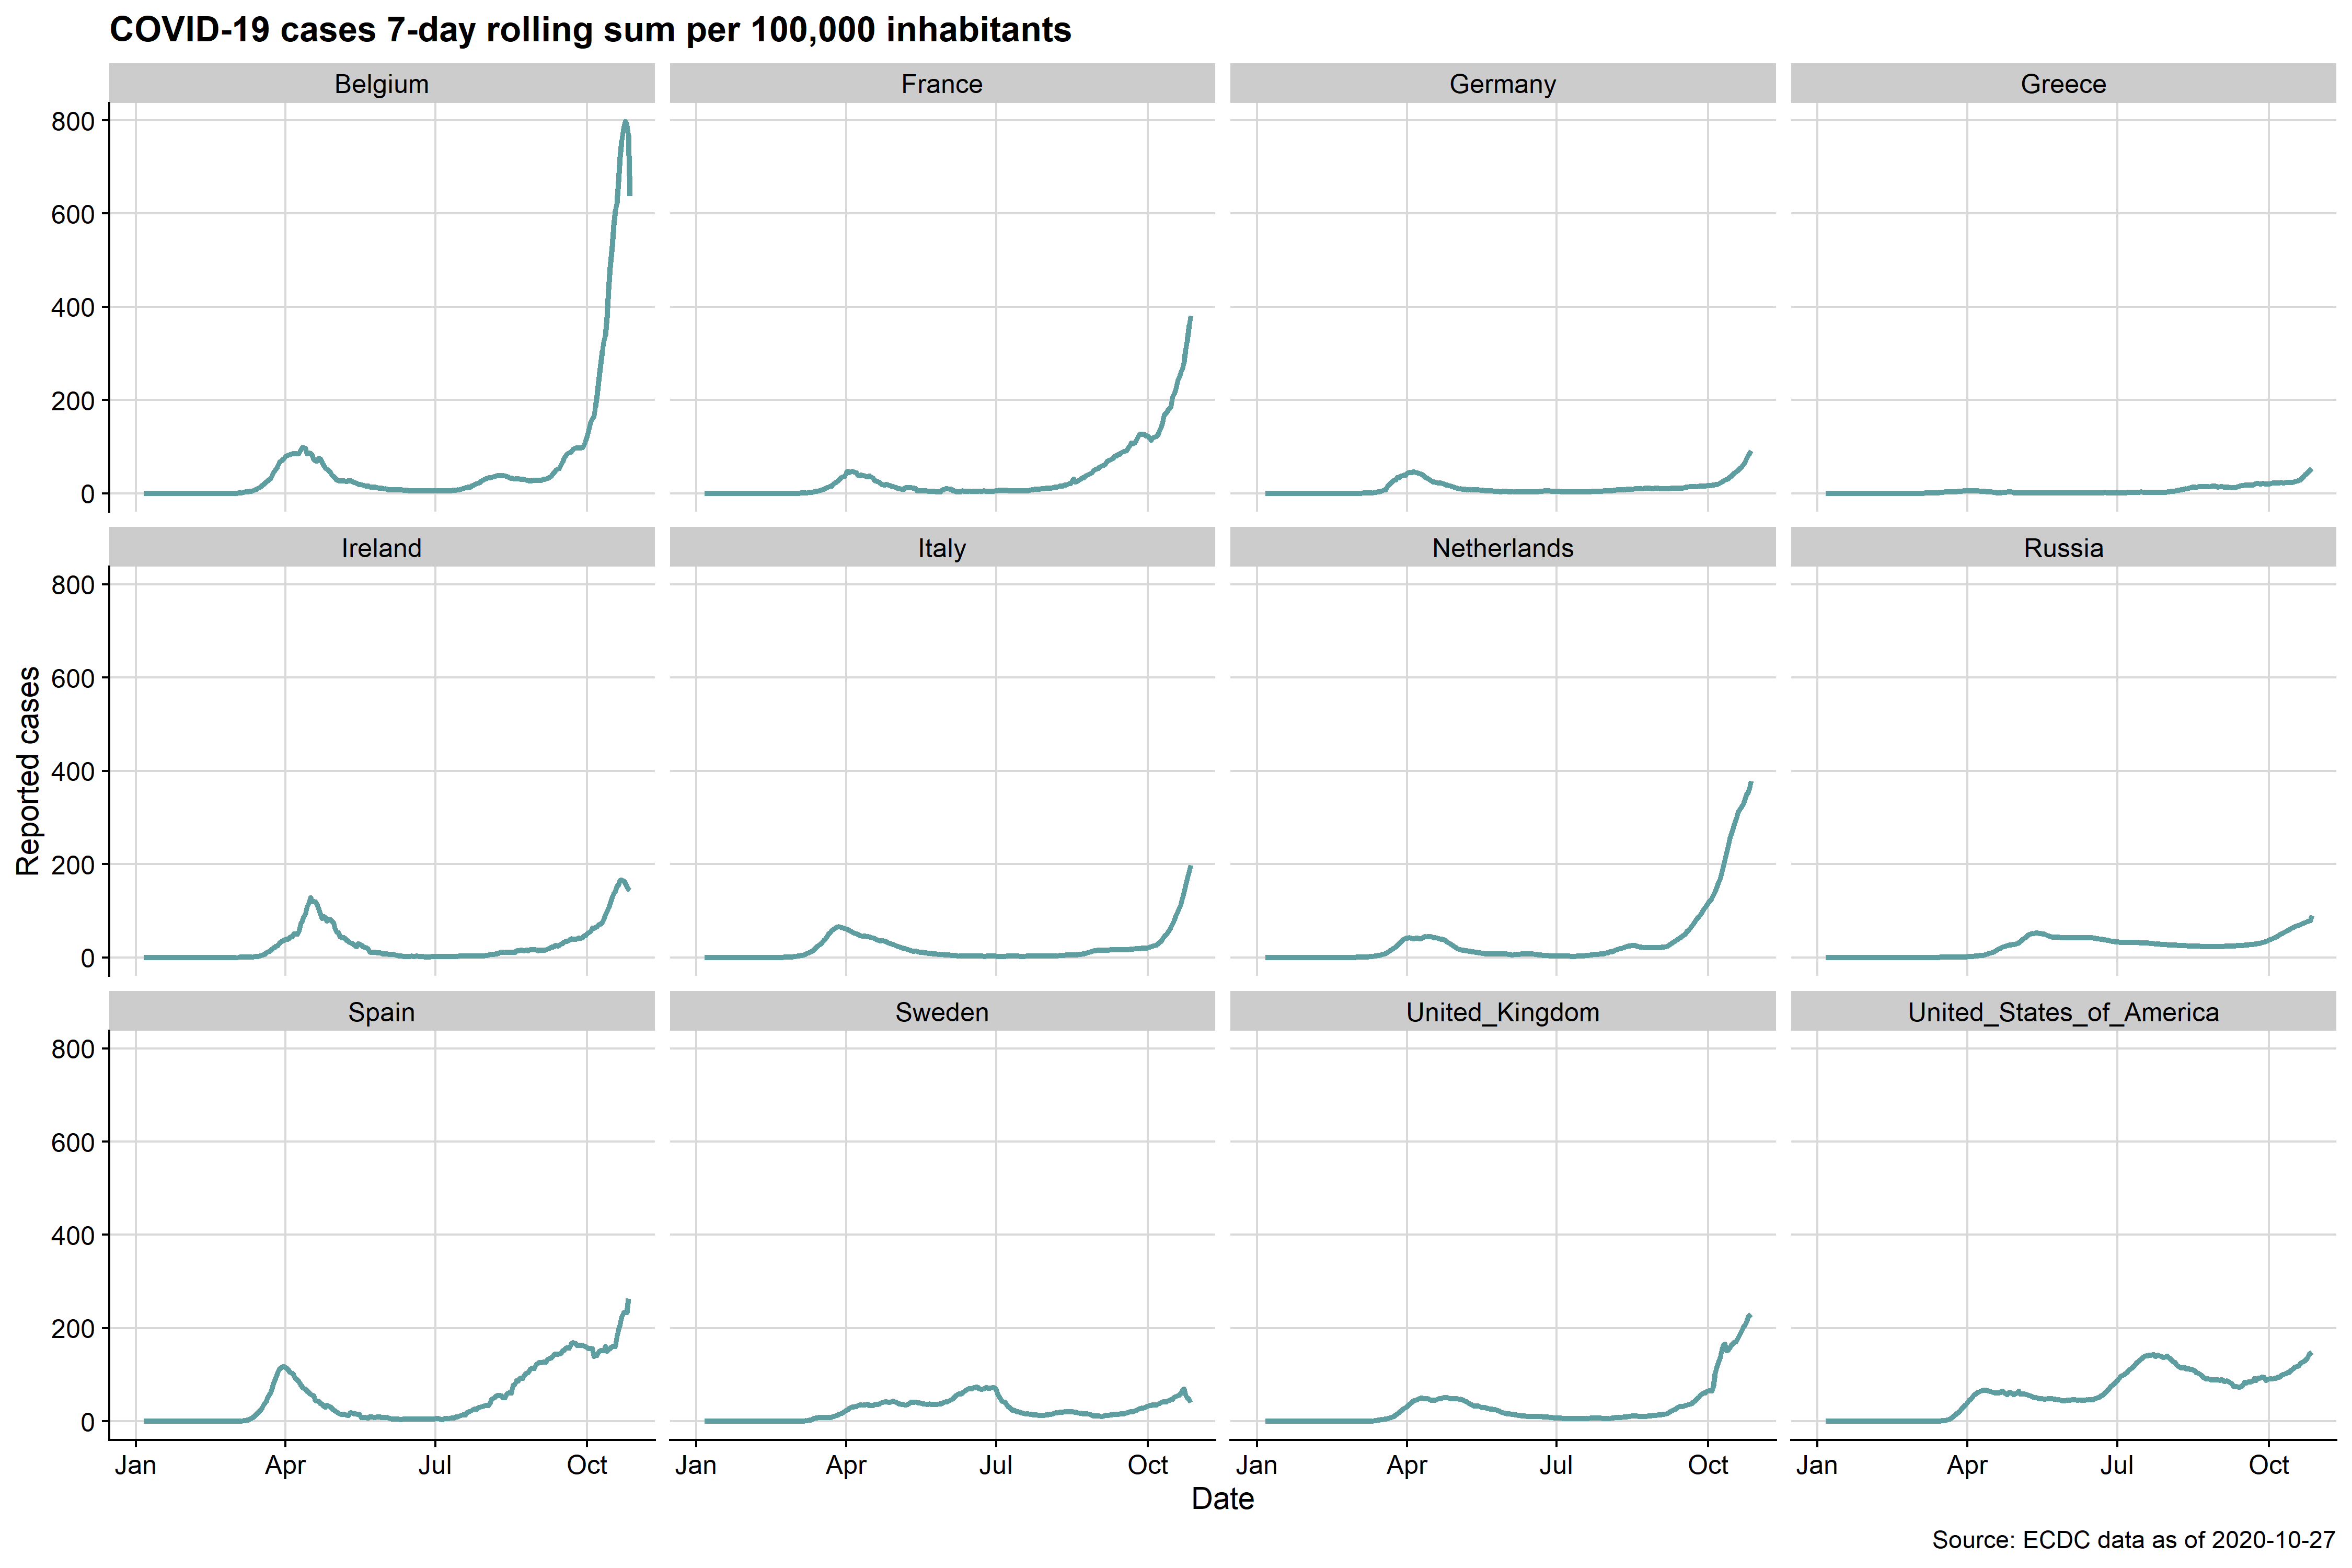 COVID-19 cases 7-day rolling sum per 100,000 inhabitants
Belgium France Germany Greece
800
600
400
200
0
Ireland Italy Netherlands Russia
800
600
400
200
0
Reported cases
Spain Sweden United_Kingdom United_States_of_America
800
600
400
200
0
Jan Apr Jul Oct Jan Apr Jul Oct Jan Apr Jul Oct Jan Apr Jul Oct
Date
Source: ECDC data as of 2020-10-27